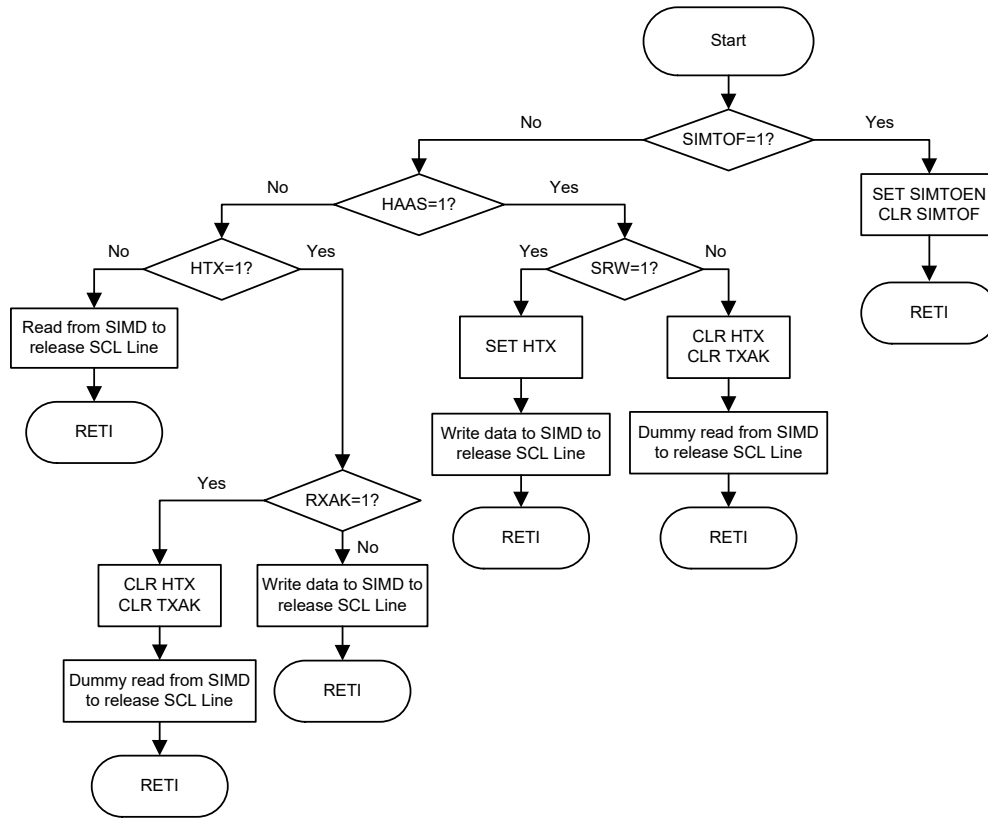 Start
SIMTOF=1?
No
Yes
SET SIMTOEN
CLR SIMTOF
RETI
HAAS=1?
No
Yes
HTX=1?
No
Yes
SRW=1?
Yes
No
Read from SIMD to
release SCL Line
RETI
SET HTX
Write data to SIMD to
release SCL Line
RETI
CLR HTX
CLR TXAK
Dummy read from SIMD
to release SCL Line
RETI
RXAK=1?
Yes
No
CLR HTX
CLR TXAK
Dummy read from SIMD
to release SCL Line
RETI
Write data to SIMD to
release SCL Line
RETI